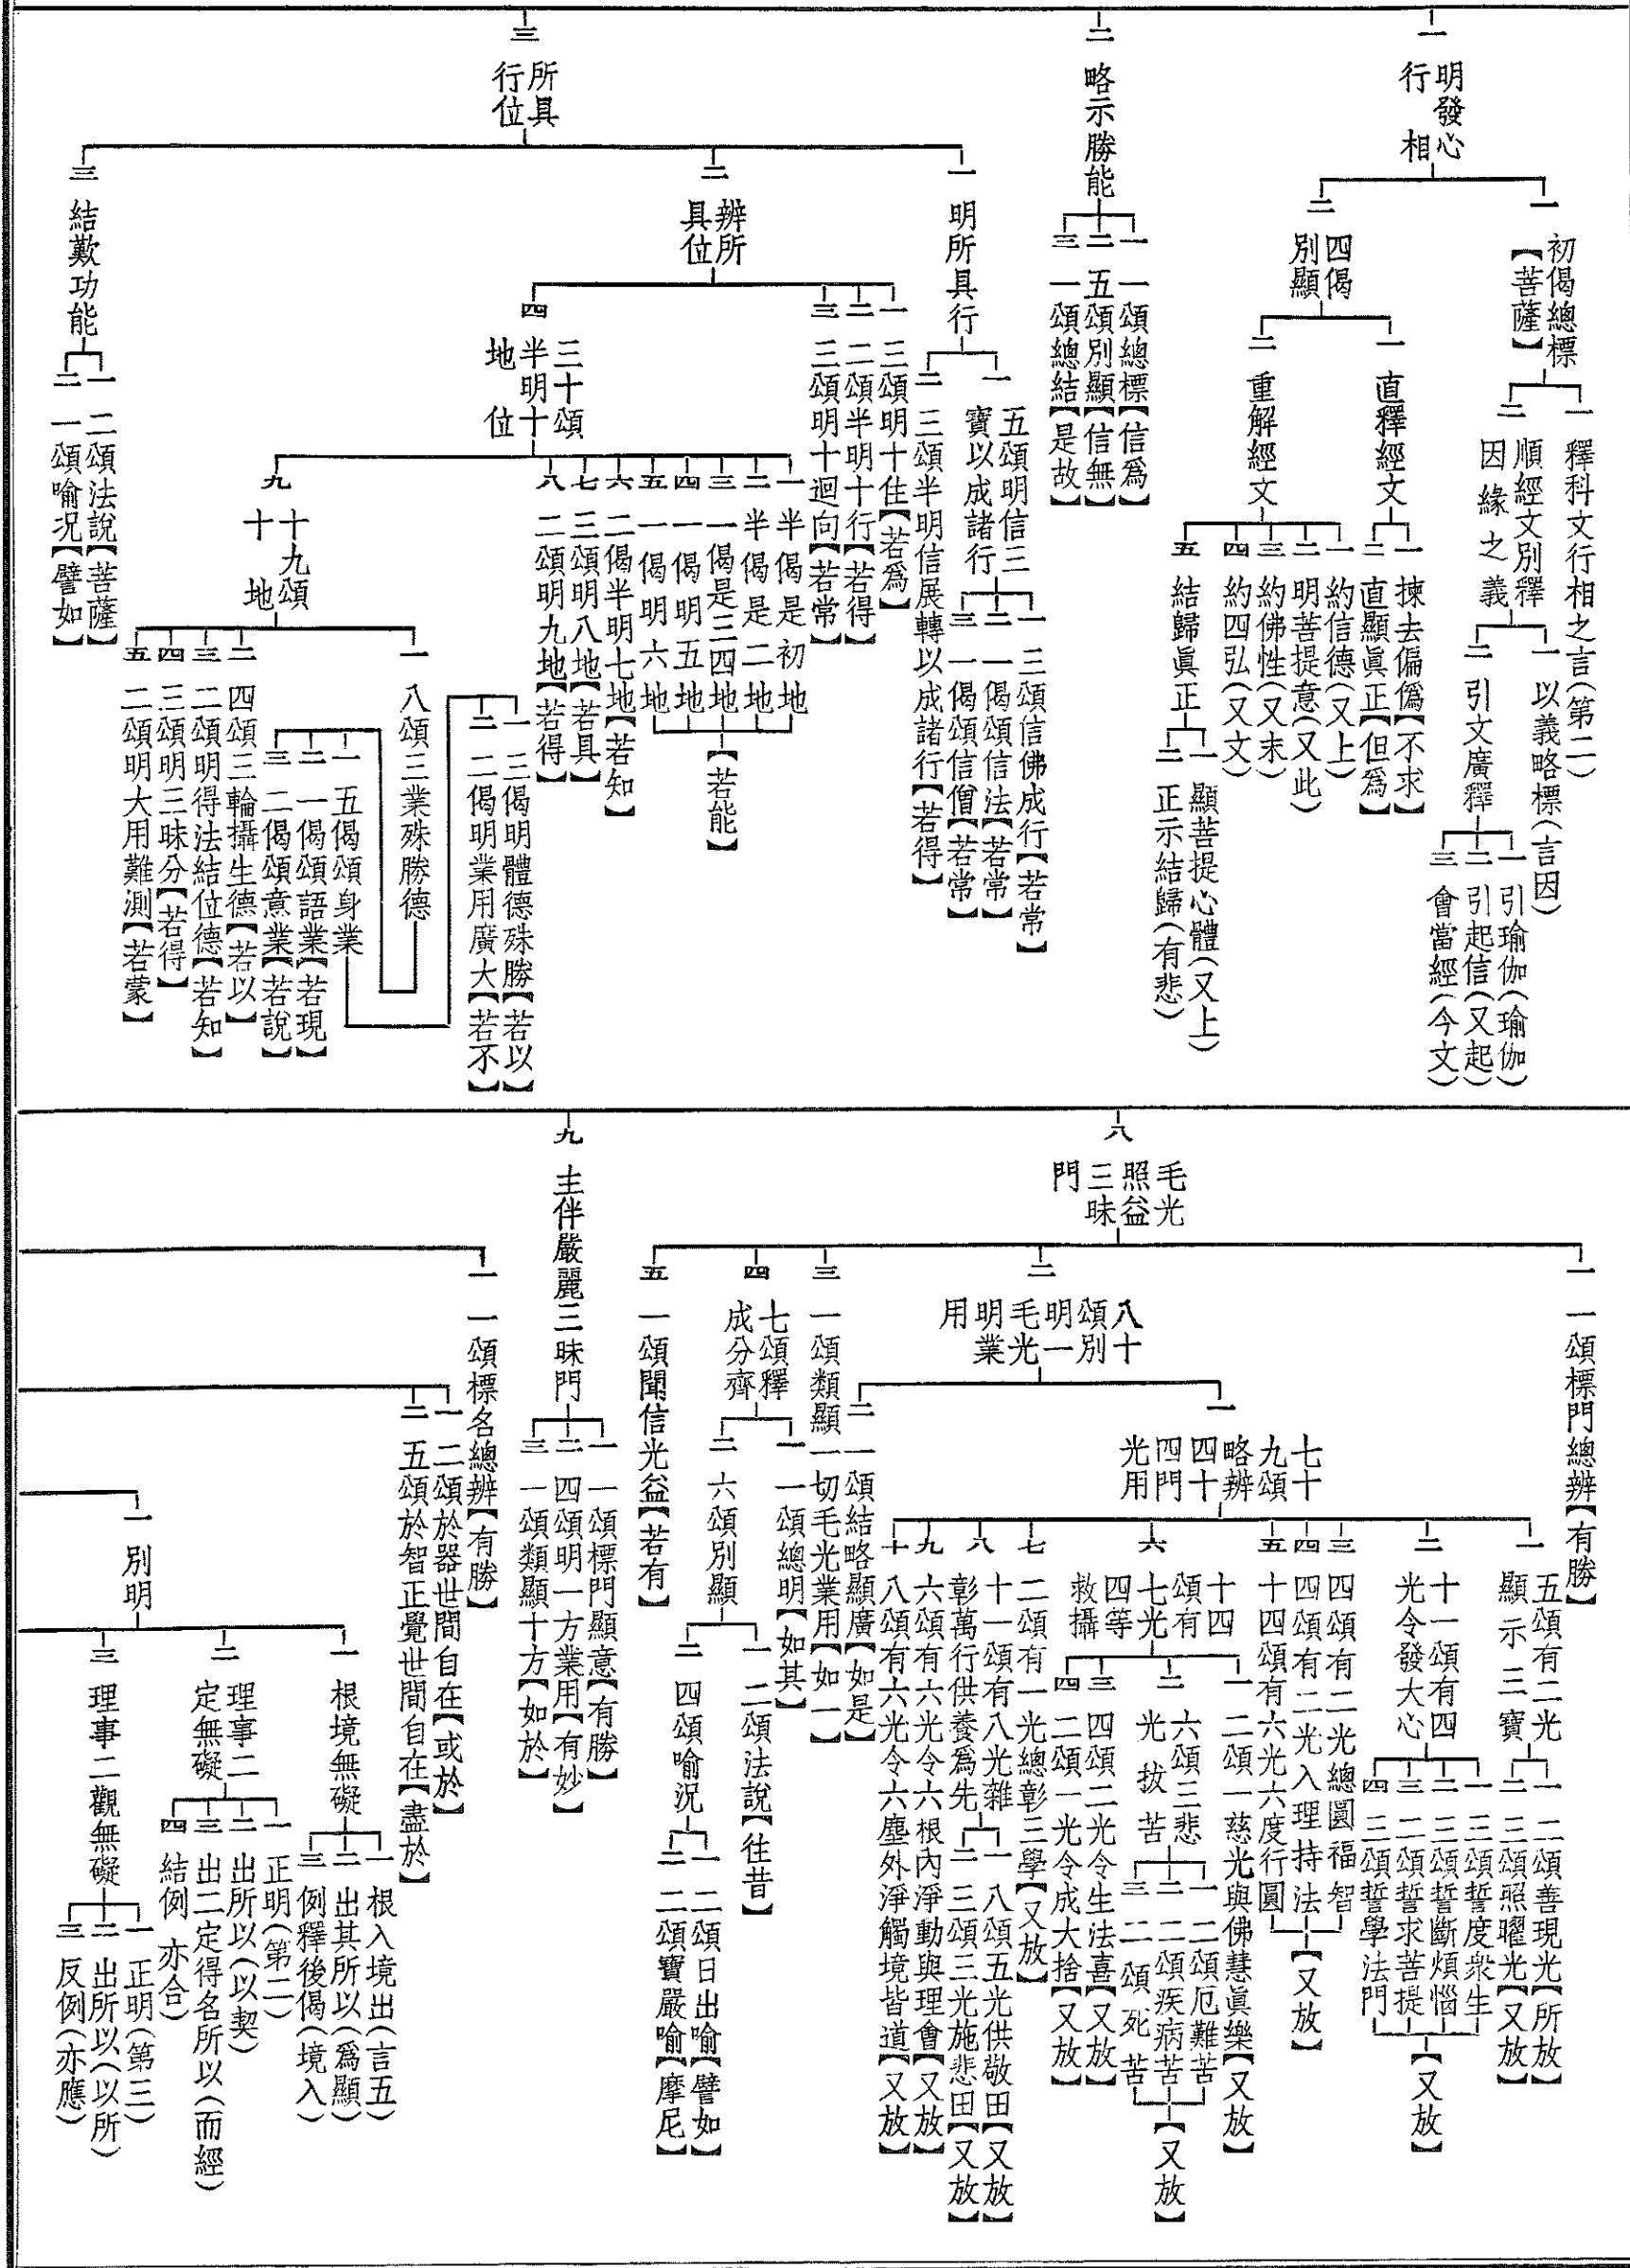 一 明發心行相
一 初偈總標【菩薩】
一 釋科文行相之言(第二)
二 順經文別釋因緣之義
一 以義略標(言因)
二 引文廣釋
一 引瑜伽(瑜伽)
二 引起信(又起)
三 會當經(今文)
二 四偈別顯
一 直釋經文
一 揀去偏僞【不求】
二 直顯眞正【但爲】
二 重解經文
一 約信德(又上)
二 明菩提意(又此)
三 約佛性(又末)
四 約四弘(又文)
五 結歸眞正
一 顯菩提心體(又上)
二 正示結歸(有悲)
二 略示勝能
一 一頌總標【信爲】
二 五頌別顯【信無】
三 一頌總結【是故】
三 所具行位
一 明所具行
一 五頌明信三寶以成諸行
一 三頌信佛成行【若常】
二 一偈頌信法【若常】
三 一偈頌信僧【若常】
二 三頌半明信展轉以成諸行【若得】
二 辨所具位
一 三頌明十住【若爲】
二 二頌半明十行【若得】
三 三頌明十迴向【若常】
四 三十頌半明十地位
一 半偈是初地
二 半偈是二地
三 一偈是三四地
四 一偈明五地
五 一偈明六地
【若能】
六 二偈半明七地【若知】
七 三頌明八地【若具】
八 二頌明九地【若得】
九 十九頌十地
一 八頌三業殊勝德
一 五偈頌身業
一 三偈明體德殊勝【若以】
二 二偈明業用廣大【若不】
二 一偈頌語業【若現】
三 二偈頌意業【若說】
二 四頌三輪攝生德【若以】
三 二頌明得法結位德【若知】
四 三頌明三昧分【若得】
五 二頌明大用難測【若蒙】
三 結歎功能
一 二頌法說【菩薩】
二 一頌喻況【譬如】
八 毛光照益三昧門
一 一頌標門總辨【有勝】
二 八十頌別明一毛光明業用
一 七十九頌略辨四十四門光用
一 五頌有二光顯示三寶
一 二頌善現光【所放】
二 三頌照曜光【又放】
二 十一頌有四光令發大心
一 三頌誓度衆生
二 三頌誓斷煩惱
三 二頌誓求菩提
四 三頌誓學法門
【又放】
三 四頌有二光總圓福智
四 四頌有二光入理持法
五 十四頌有六光六度行圓
【又放】
六 十四頌有七光四等救攝
一 二頌一慈光與佛慧眞樂【又放】
二 六頌三悲光拔苦
一 二頌厄難苦
二 二頌疾病苦
三 二頌死苦
【又放】
三 四頌二光令生法喜【又放】
四 二頌一光令成大捨【又放】
七 二頌有一光總彰三學【又放】
八 十一頌有八光雜彰萬行供養爲先
一 八頌五光供敬田【又放】
二 三頌三光施悲田【又放】
九 六頌有六光令六根內淨動與理會【又放】
十 八頌有六光令六塵外淨觸境皆道【又放】
二 一頌結略顯廣【如是】
三 一頌類顯一切毛光業用【如一】
四 七頌釋成分齊
一 一頌總明【如其】
二 六頌別顯
一 二頌法說【往昔】
二 四頌喻況
一 二頌日出喻【譬如】
二 二頌寶嚴喻【摩尼】
五 一頌聞信光益【若有】
九 主伴嚴麗三昧門
一 一頌標門顯意【有勝】
二 四頌明一方業用【有妙】
三 一頌類顯十方【如於】
一 一頌標名總辨【有勝】
一 二頌於器世間自在【或於】
二 五頌於智正覺世間自在【盡於】
一 別明
一 根境無礙
一 根入境出(言五)
二 出其所以(爲顯)
三 例釋後偈(境入)
二 理事二定無礙
一 正明(第二)
二 出所以(以契)
三 出二定得名所以(而經)
四 結例(亦合)
三 理事二觀無礙
一 正明(第三)
二 出所以(以所)
三 反例(亦應)